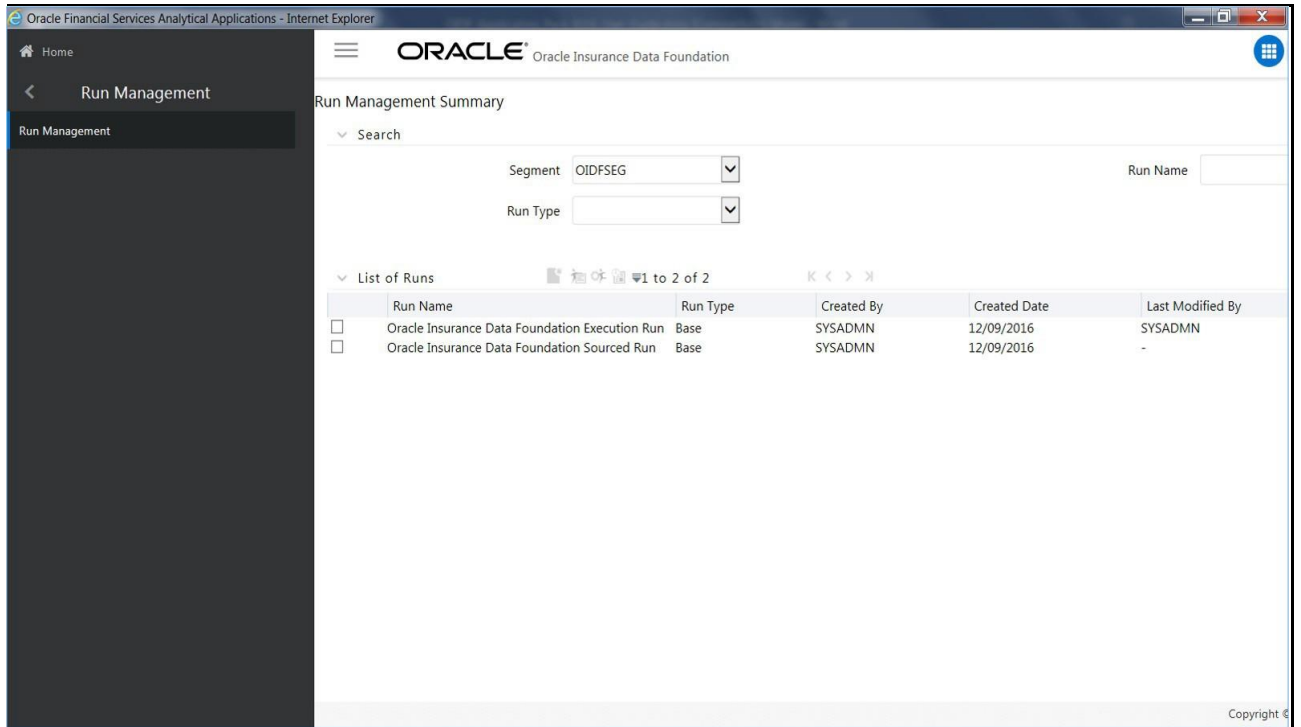 Oracle Financial Services Analytical Applications - Internet Explorer
Home
Run Management
Run Management
ORACLE® Oracle Insurance Data Foundation
Run Management Summary
Search
Segment OIDFSEG Run Name
Run Type
List of Runs 1 to 2 of 2
Run Name Run Type Created By Created Date Last Modified By
Oracle Insurance Data Foundation Execution Run Base SYSADMN 12/09/2016 SYSADMN
Oracle Insurance Data Foundation Sourced Run Base SYSADMN 12/09/2016 -
Copyright ©